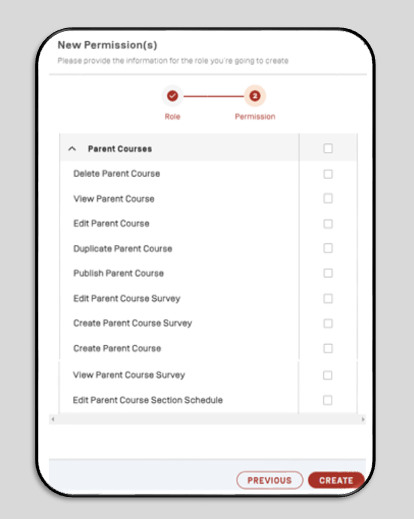 New Permission(s)
Please provide the information for the role you're going to create
2
Role
Permission
Parent Courses
Delete Parent Course
View Parent Course
Edit Parent Course
Duplicate Parent Course
Publish Parent Course
Edit Parent Course Survey
Create Parent Course Survey
Create Parent Course
View Parent Course Survey
Edit Parent Course Section Schedule
PREVIOUS
CREATE